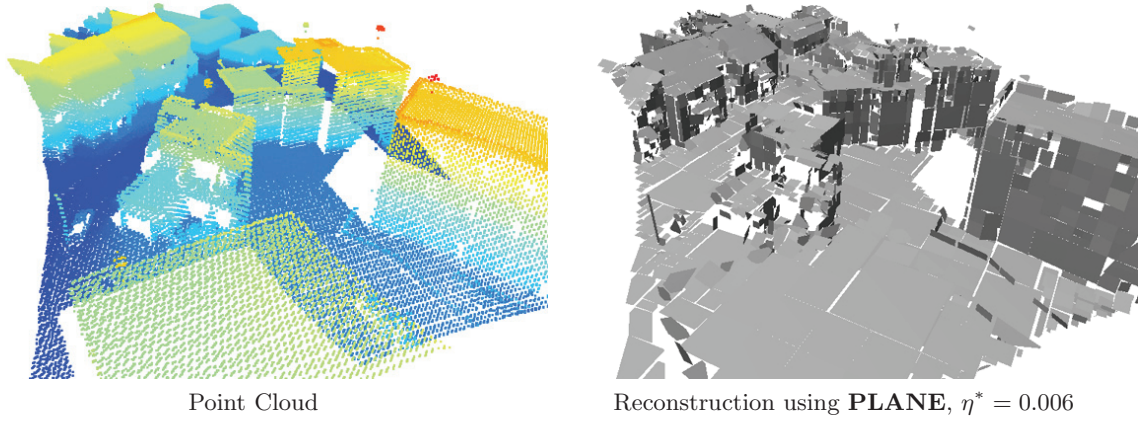 Point Cloud
Reconstruction using PLANE, η* = 0.006